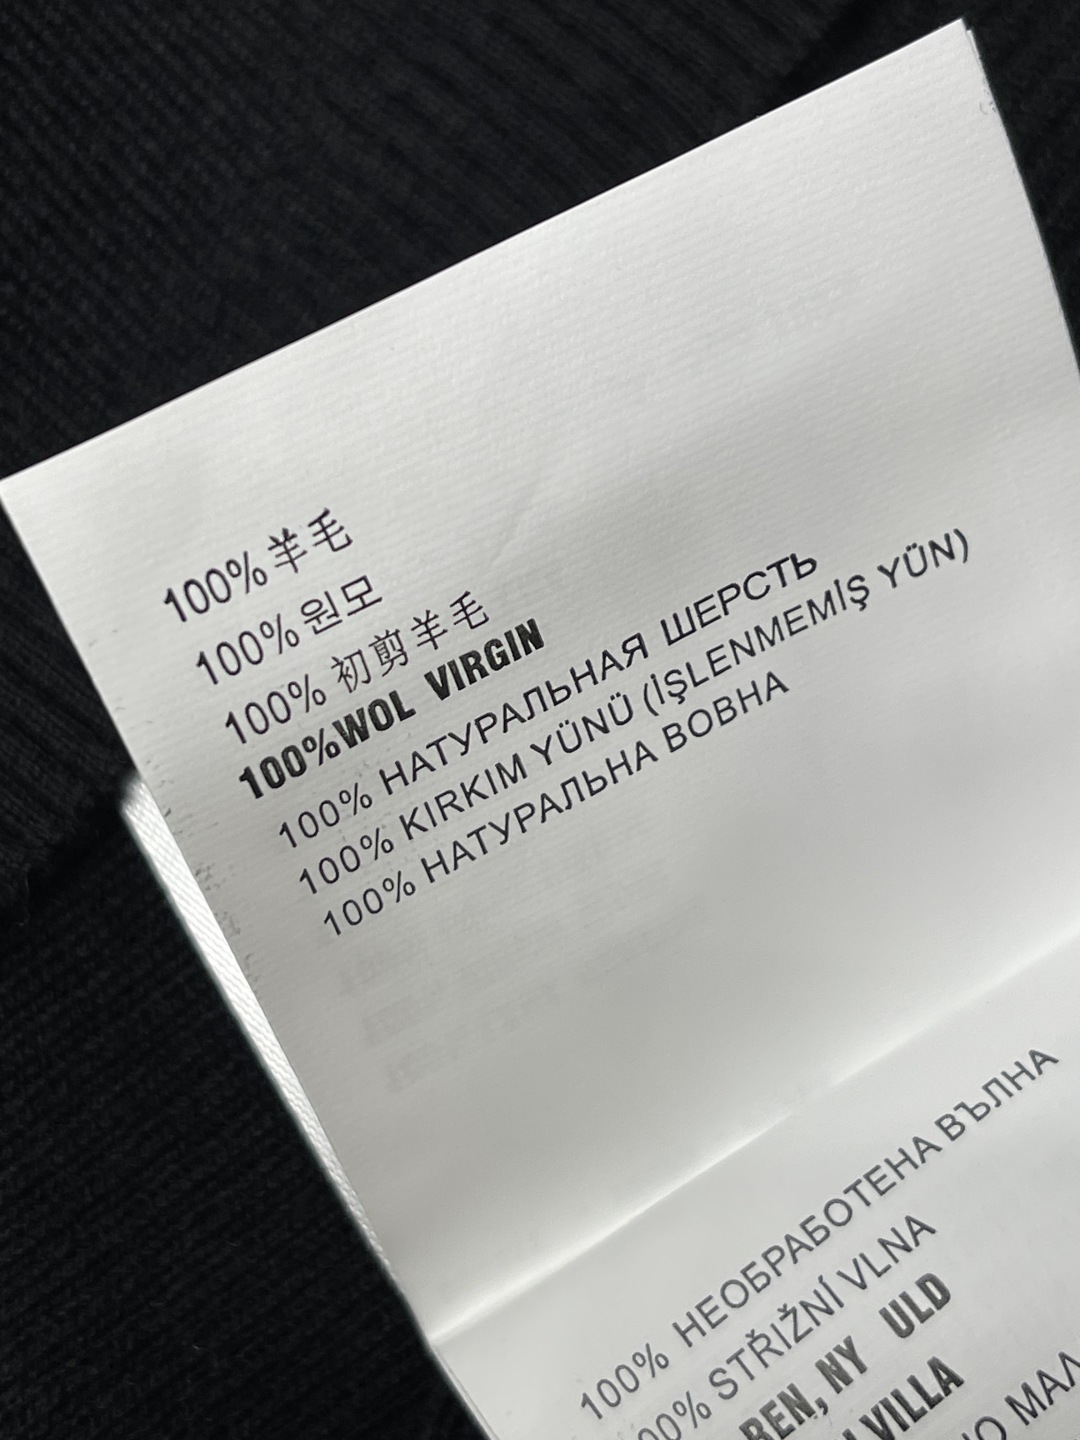 100%羊毛
100%원모
100% 初剪羊毛
100%WOL VIRGIN
100% НАТУРАЛЬНАЯ ШЕРСТЬ
100% KIRKIM YÜNÜ (İŞLENMEMİŞ YÜN)
100% НАТУРАЛЬНА ВОВНА
100% НЕОБРАБОТЕНА ВЪЛНА
00% STŘIŽNÍ VLNA
REN, NY ULD
VILLA
МАЛ